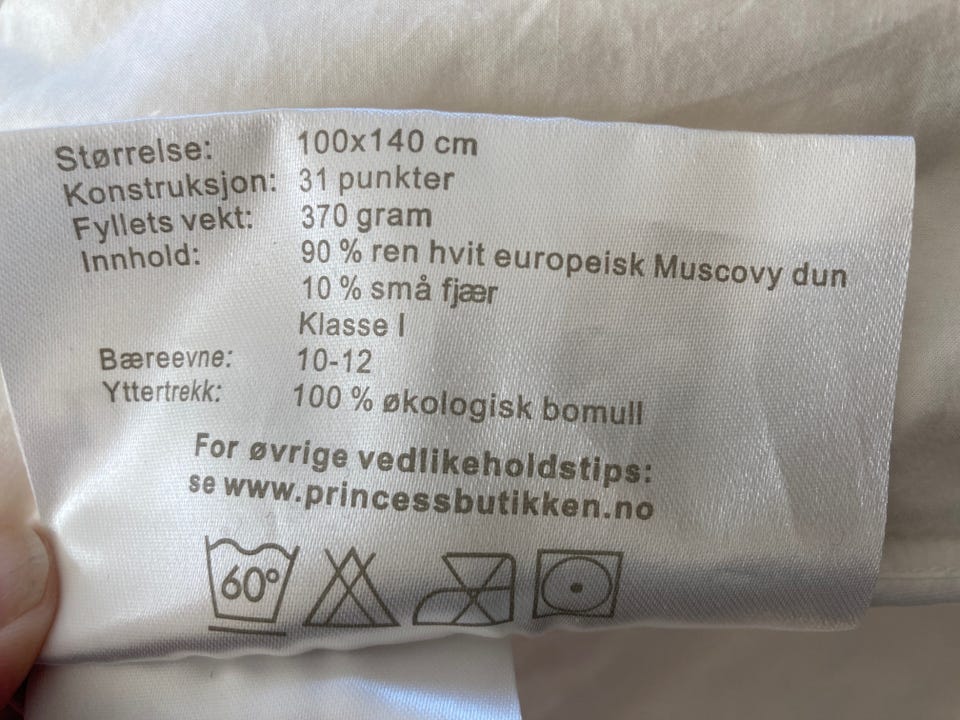 Størrelse: 100x140 cm
Konstruksjon: 31 punkter
Fyllets vekt: 370 gram
Innhold: 90 % ren hvit europeisk Muscovy dun
10 % små fjær
Klasse I
Bæreevne: 10-12
Yttertrekk: 100 % økologisk bomull
For øvrige vedlikeholdstips:
se www.princessbutikken.no
60°